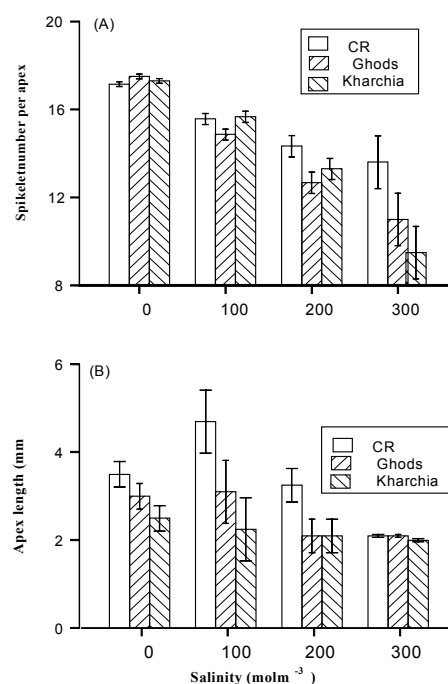 (A)
20
16
12
8
Spikeletnumber per apex
CR
Ghods
Kharchia
0 100 200 300
(B)
6
4
2
0
Apex length (mm
CR
Ghods
Kharchia
0 100 200 300
Salinity (molm -3 )